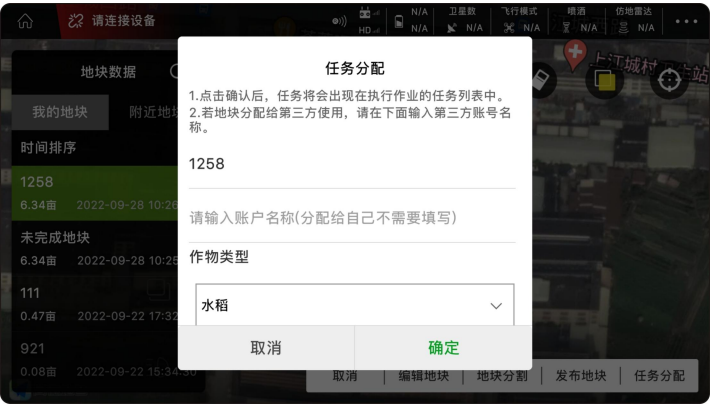 请连接设备
HD
N/A
N/A
卫星数
N/A
飞行模式
N/A
喷洒
N/A
仿地雷达
N/A
地块数据
我的地块
附近地块
时间排序
1258
6.34亩 2022-09-28 10:26
未完成地块
6.34亩 2022-09-28 10:25
111
0.47亩 2022-09-22 17:32
921
0.08亩 2022-09-22 15:34:30
任务分配
1.点击确认后，任务将会出现在执行作业的任务列表中。
2.若地块分配给第三方使用，请在下面输入第三方账号名
称。
1258
请输入账户名称(分配给自己不需要填写)
作物类型
水稻
取消
确定
上江城村
站
取消
编辑地块
地块分割
发布地块
任务分配